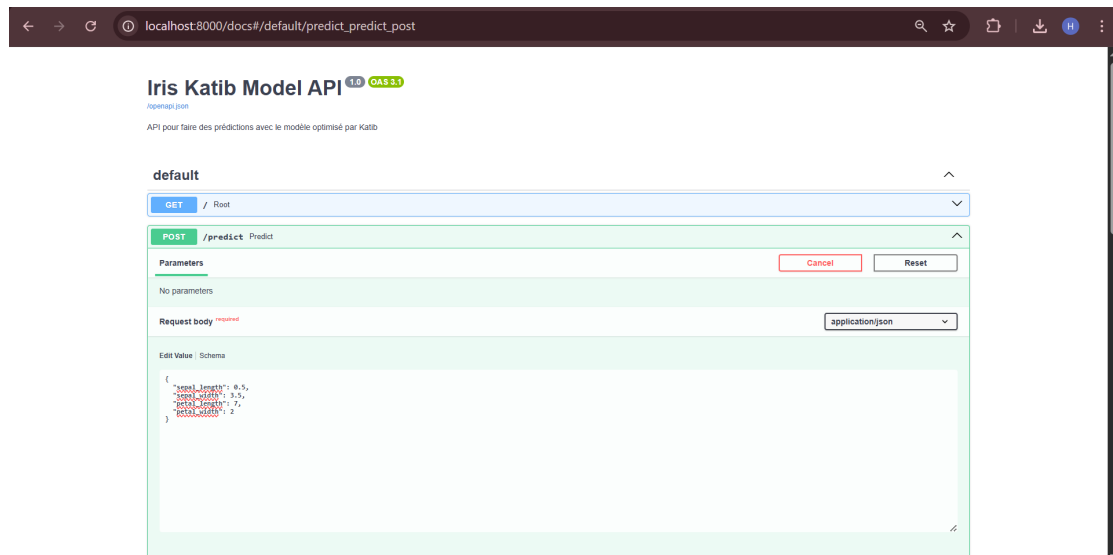 localhost:8000/docs#/default/predict_predict_post
H
Iris Katib Model API 1.0 OAS 3.1
/openapi.json
API pour faire des prédictions avec le modèle optimisé par Katib
default
GET / Root
POST /predict Predict
Parameters
Cancel
Reset
No parameters
Request body required
application/json
Edit Value | Schema
{
"sepal_length": 0.5,
"sepal_width": 3.5,
"petal_length": 7,
"petal_width": 2
}